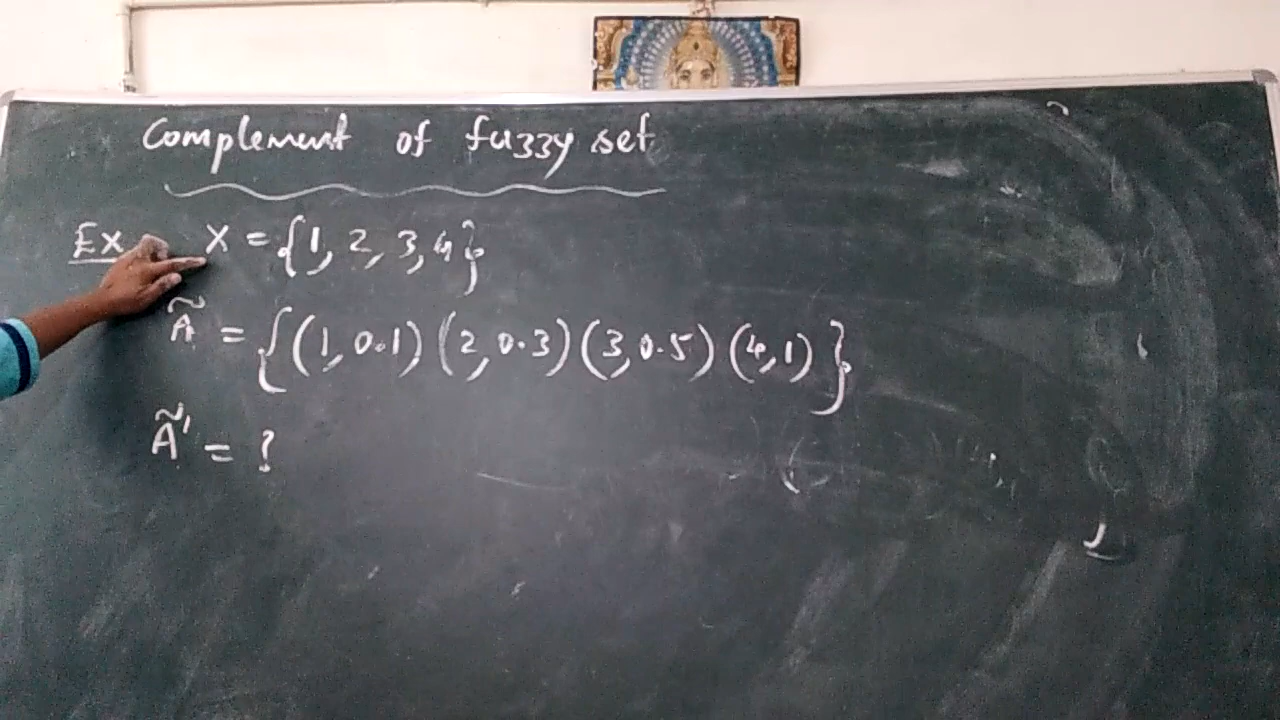 Complement of fuzzy set
Ex X = {1, 2, 3, 4}
Ã = {(1, 0.1) (2, 0.3) (3, 0.5) (4, 1)}
Ã' = ?